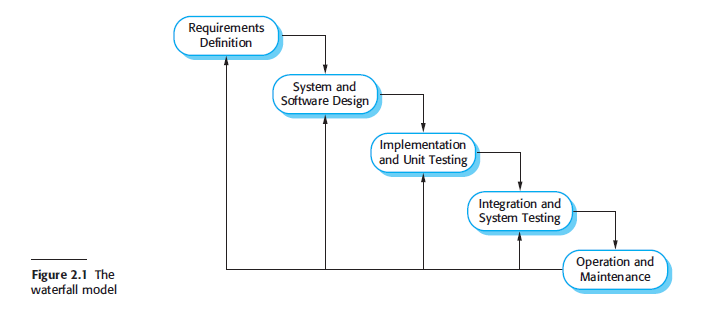 Requirements
Definition
System and
Software Design
Implementation
and Unit Testing
Integration and
System Testing
Operation and
Maintenance
Figure 2.1 The
waterfall model